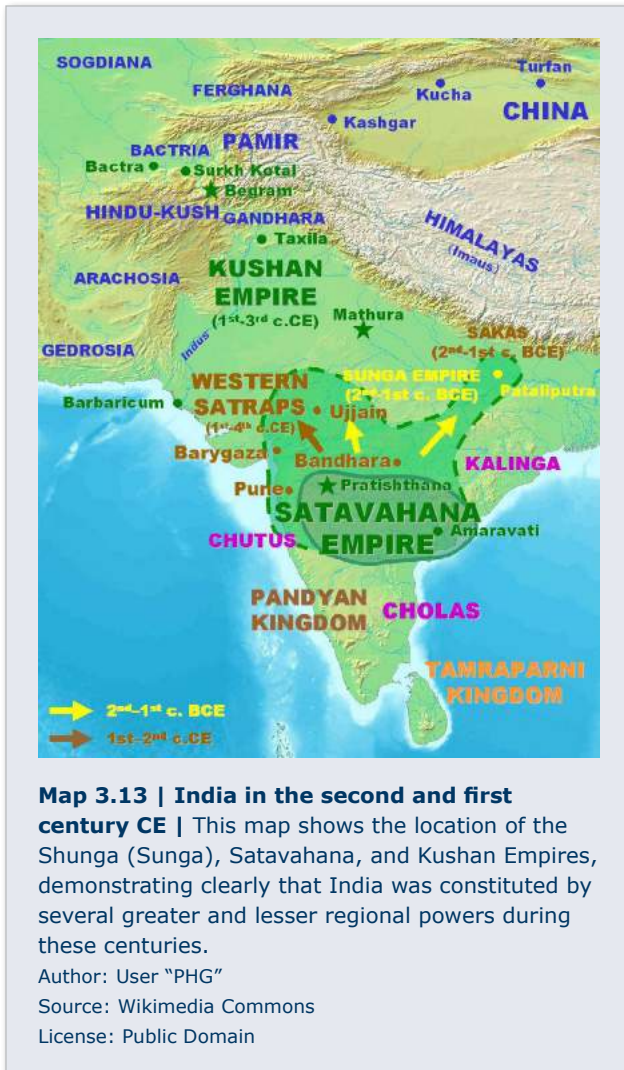 SOGDIANA
Turfan
FERGHANA
Kucha
CHINA
Kashgar
BACTRIA
PAMIR
Bactra
Surkh Kotal
Begram
HINDU-KUSH
GANDHARA
HIMALAYAS
(Imaus)
Taxila
ARACHOSIA
KUSHAN
EMPIRE
(1st-3rd c.CE)
Mathura
SAKAS
(2nd-1st c. BCE)
Indus
GEDROSIA
SUNGA EMPIRE
(2nd-1st c. BCE)
Pataliputra
WESTERN
SATRAPS
(1st-4th c.CE)
Ujjain
Barbaricum
Barygaza
Bandhara
KALINGA
Pune
Pratishthana
SATAVAHANA
EMPIRE
Amaravati
CHUTUS
PANDYAN
KINGDOM
CHOLAS
TAMRAPARNI
KINGDOM
2nd-1st c. BCE
1st-2nd c.CE
Map 3.13 | India in the second and first
century CE | This map shows the location of the
Shunga (Sunga), Satavahana, and Kushan Empires,
demonstrating clearly that India was constituted by
several greater and lesser regional powers during
these centuries.
Author: User “PHG”
Source: Wikimedia Commons
License: Public Domain